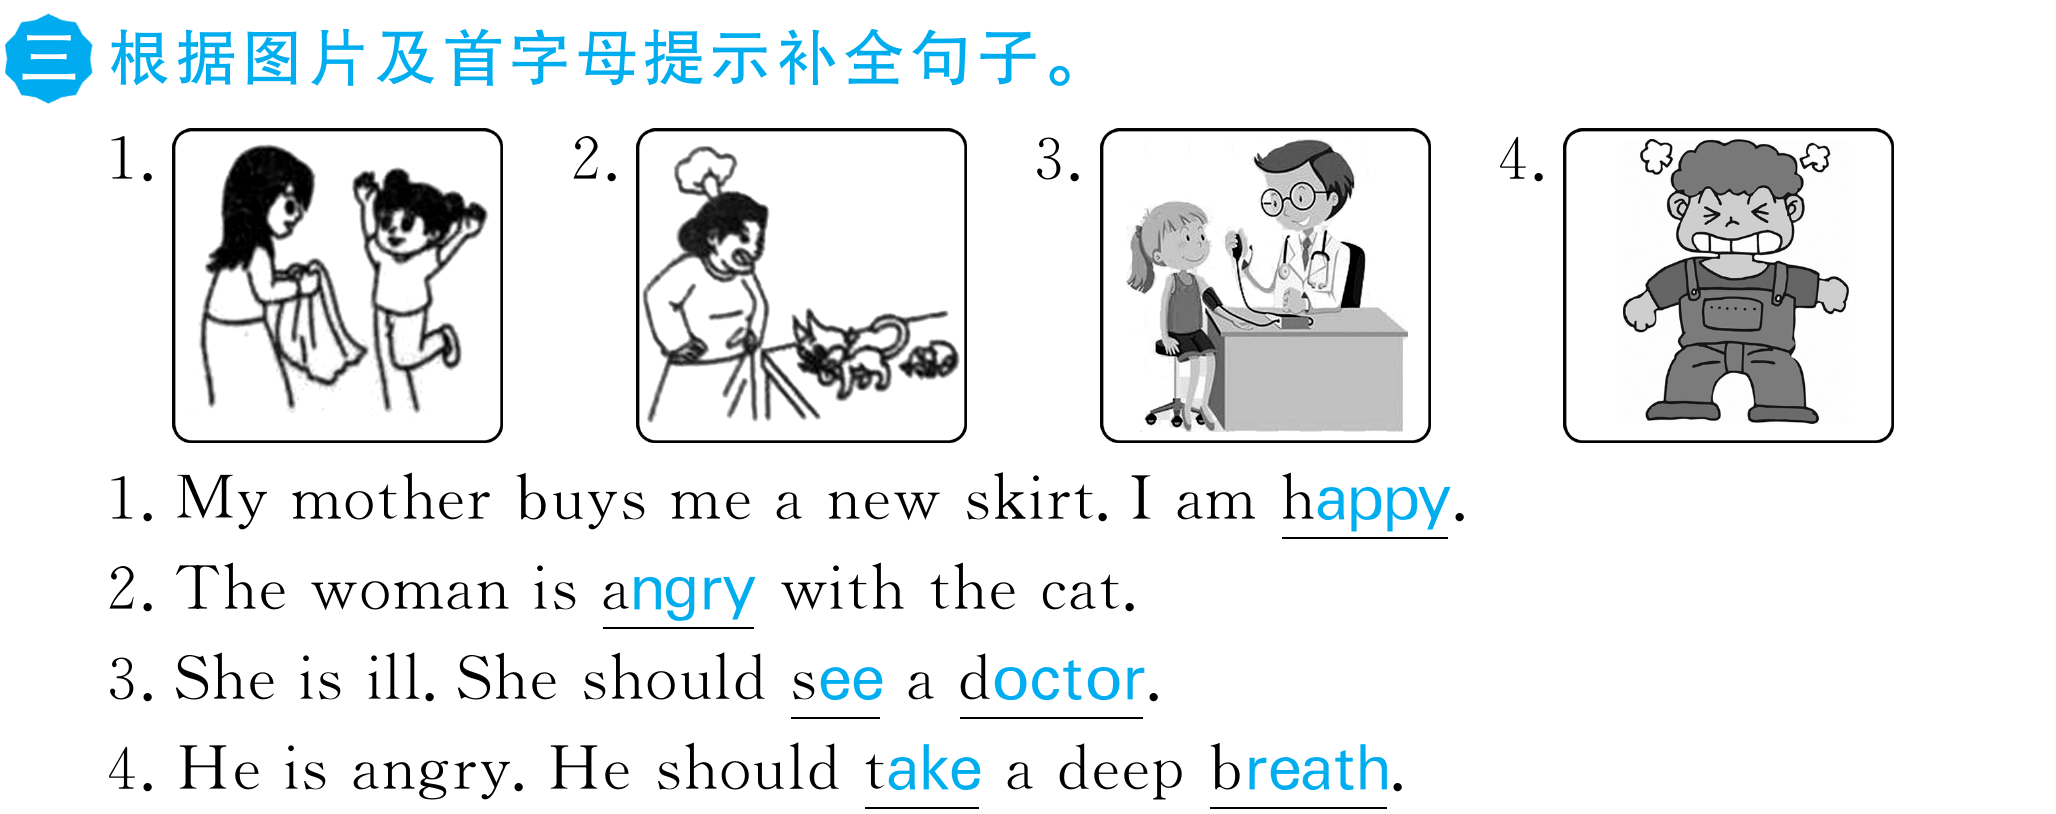 三 根据图片及首字母提示补全句子。
1. 2. 3. 4.
1. My mother buys me a new skirt. I am happy.
2. The woman is angry with the cat.
3. She is ill. She should see a doctor.
4. He is angry. He should take a deep breath.